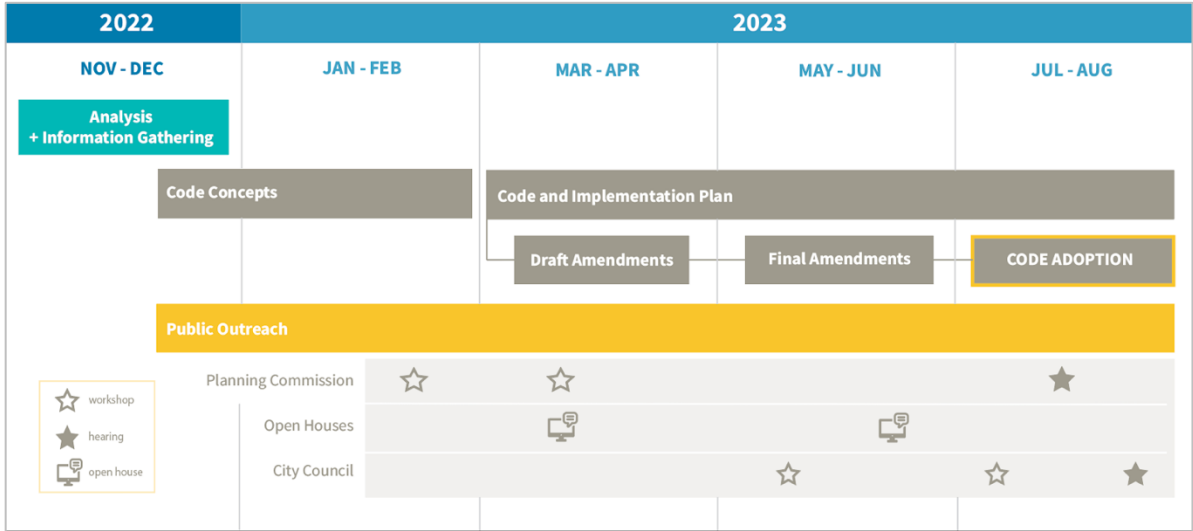 2022
2023
NOV - DEC
JAN - FEB
MAR - APR
MAY - JUN
JUL - AUG
Analysis
+ Information Gathering
Code Concepts
Code and Implementation Plan
Draft Amendments
Final Amendments
CODE ADOPTION
Public Outreach
Planning Commission
Open Houses
City Council
workshop
hearing
open house